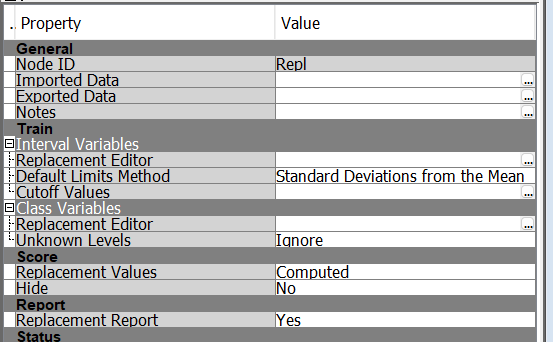 . Property Value
General
Node ID Repl
Imported Data ...
Exported Data ...
Notes ...
Train
Interval Variables
Replacement Editor ...
Default Limits Method Standard Deviations from the Mean
Cutoff Values ...
Class Variables
Replacement Editor ...
Unknown Levels Ignore
Score
Replacement Values Computed
Hide No
Report
Replacement Report Yes
Status